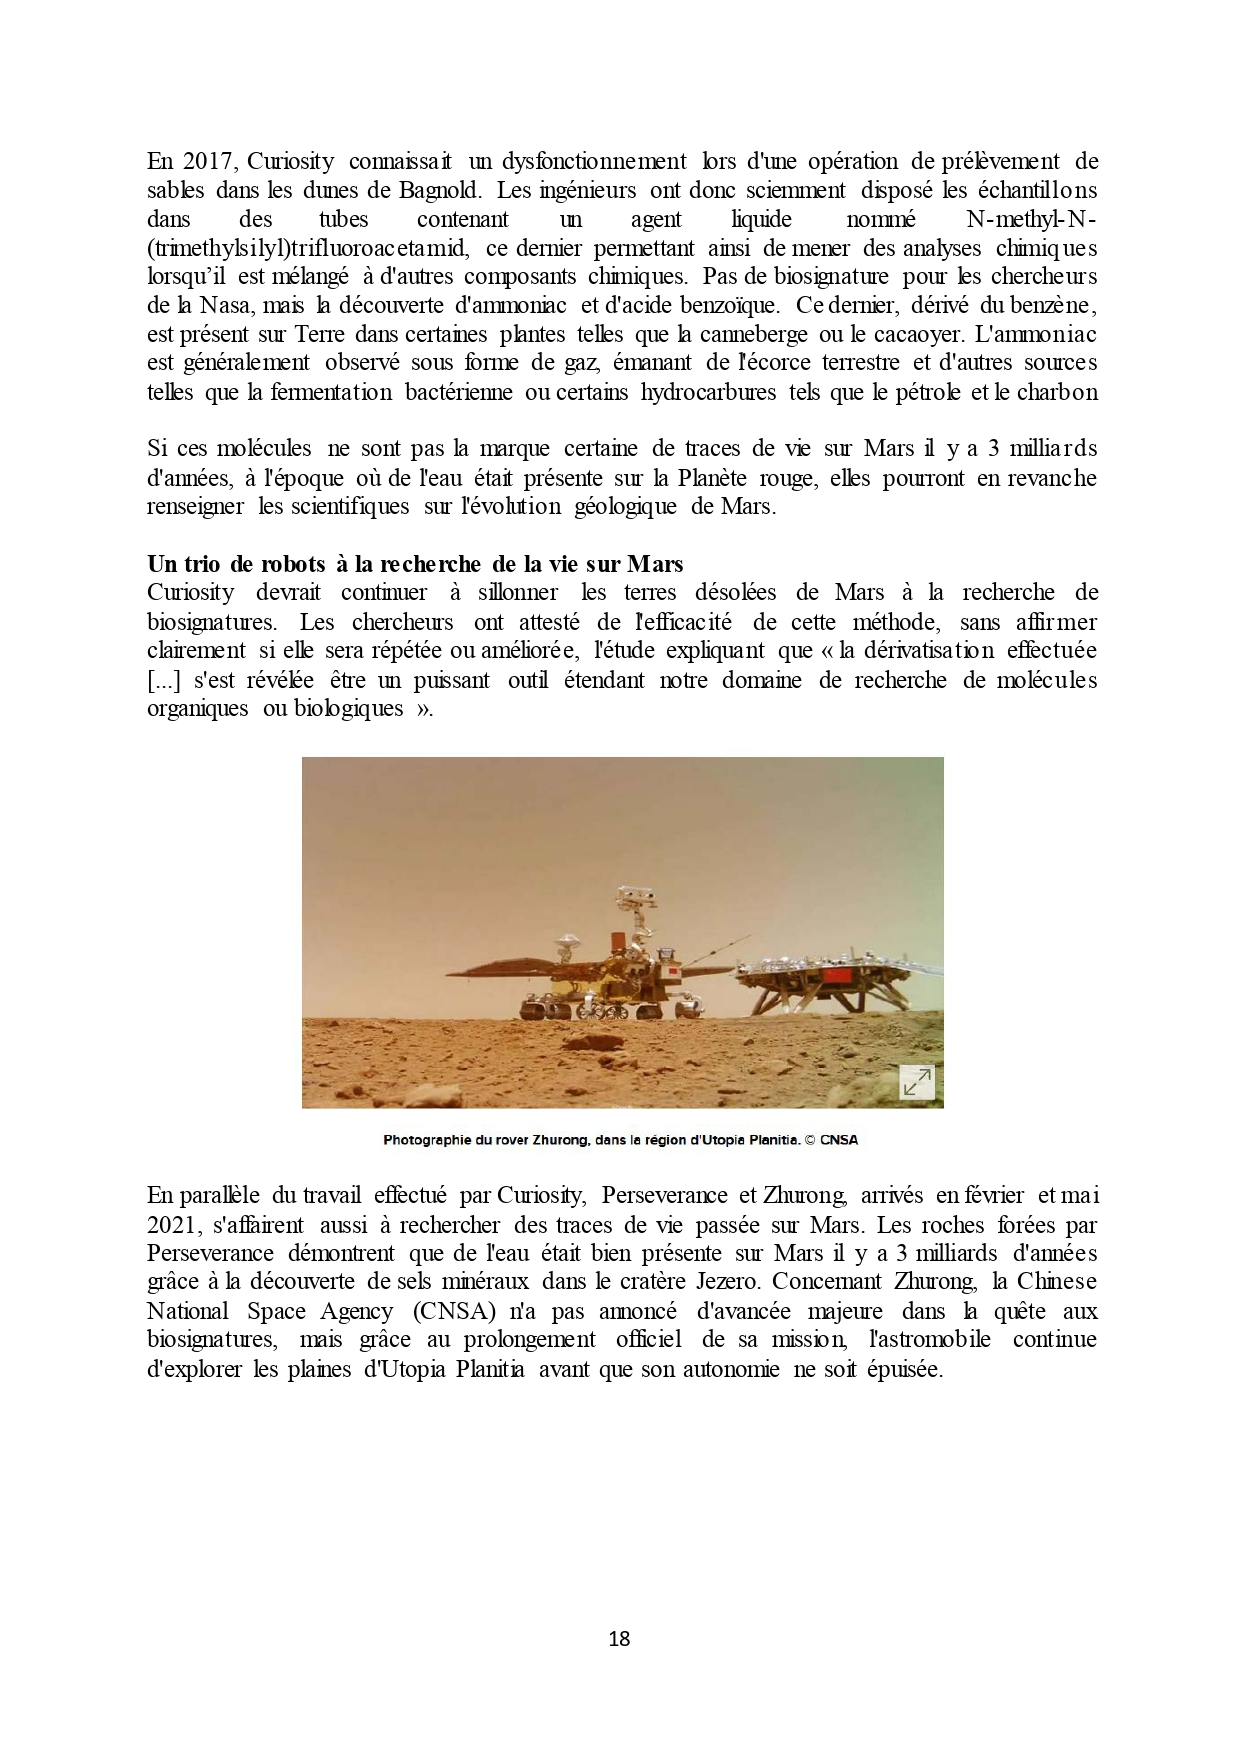 En 2017, Curiosity connaissait un dysfonctionnement lors d'une opération de prélèvement de
sables dans les dunes de Bagnold. Les ingénieurs ont donc sciemment disposé les échantillons
dans des tubes contenant un agent liquide nommé N-methyl-N-
(trimethylsilyl)trifluoroacetamid, ce dernier permettant ainsi de mener des analyses chimiques
lorsqu’il est mélangé à d'autres composants chimiques. Pas de biosignature pour les chercheurs
de la Nasa, mais la découverte d'ammoniac et d'acide benzoïque. Ce dernier, dérivé du benzène,
est présent sur Terre dans certaines plantes telles que la canneberge ou le cacaoyer. L'ammoniac
est généralement observé sous forme de gaz, émanant de l'écorce terrestre et d'autres sources
telles que la fermentation bactérienne ou certains hydrocarbures tels que le pétrole et le charbon
Si ces molécules ne sont pas la marque certaine de traces de vie sur Mars il y a 3 milliards
d'années, à l'époque où de l'eau était présente sur la Planète rouge, elles pourront en revanche
renseigner les scientifiques sur l'évolution géologique de Mars.
Un trio de robots à la recherche de la vie sur Mars
Curiosity devrait continuer à sillonner les terres désolées de Mars à la recherche de
biosignatures. Les chercheurs ont attesté de l'efficacité de cette méthode, sans affirmer
clairement si elle sera répétée ou améliorée, l'étude expliquant que « la dérivatisation effectuée
[...] s'est révélée être un puissant outil étendant notre domaine de recherche de molécules
organiques ou biologiques ».
Photographie du rover Zhurong, dans la région d'Utopia Planitia. © CNSA
En parallèle du travail effectué par Curiosity, Perseverance et Zhurong, arrivés en février et mai
2021, s'affairent aussi à rechercher des traces de vie passée sur Mars. Les roches forées par
Perseverance démontrent que de l'eau était bien présente sur Mars il y a 3 milliards d'années
grâce à la découverte de sels minéraux dans le cratère Jezero. Concernant Zhurong, la Chinese
National Space Agency (CNSA) n'a pas annoncé d'avancée majeure dans la quête aux
biosignatures, mais grâce au prolongement officiel de sa mission, l'astromobile continue
d'explorer les plaines d'Utopia Planitia avant que son autonomie ne soit épuisée.
18